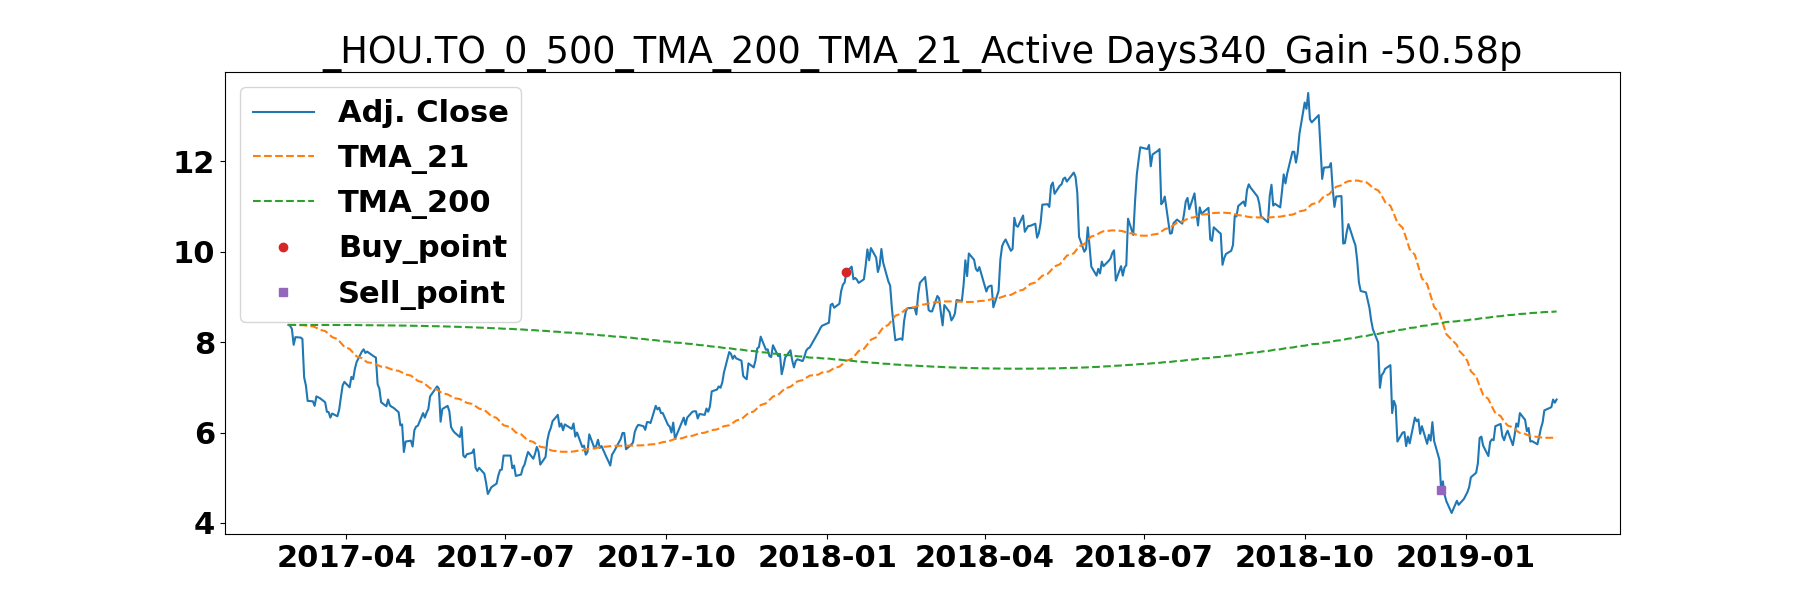 _HOU.TO_0_500_TMA_200_TMA_21_Active Days340_Gain -50.58p
Adj. Close
TMA_21
TMA_200
Buy_point
Sell_point
12
10
8
6
4
2017-04 2017-07 2017-10 2018-01 2018-04 2018-07 2018-10 2019-01